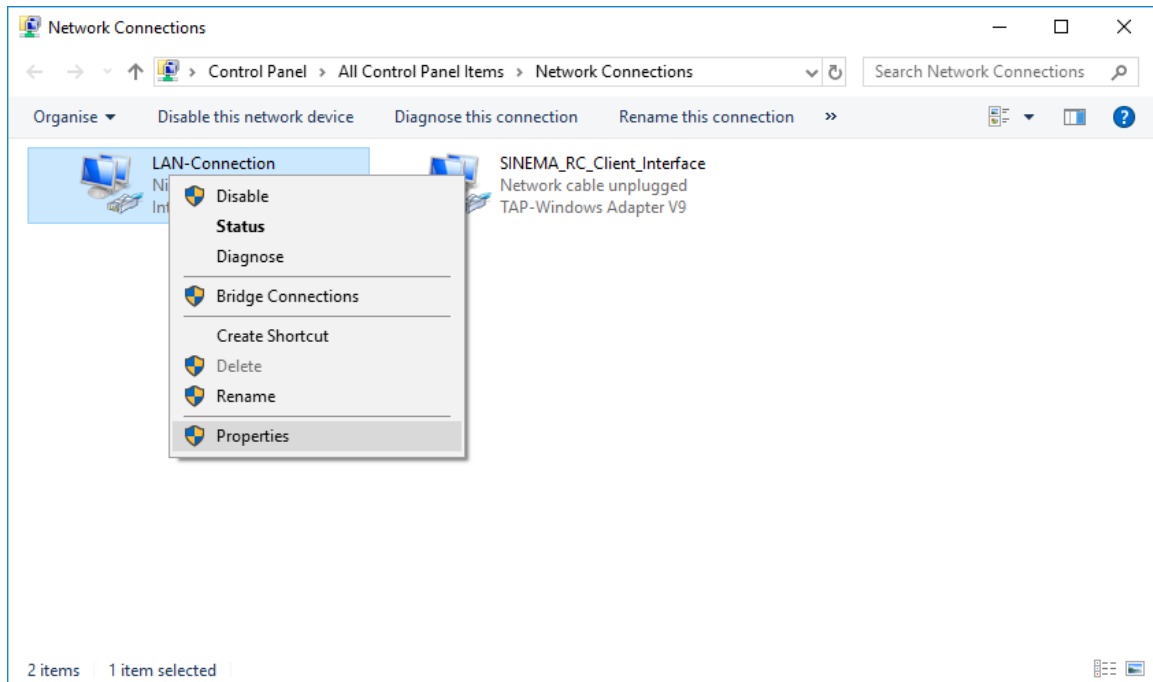 Network Connections
Control Panel > All Control Panel Items > Network Connections
Search Network Connections
Organise Disable this network device Diagnose this connection Rename this connection »
LAN-Connection
SINEMA_RC_Client_Interface
Network cable unplugged
TAP-Windows Adapter V9
Disable
Status
Diagnose
Bridge Connections
Create Shortcut
Delete
Rename
Properties
2 items 1 item selected